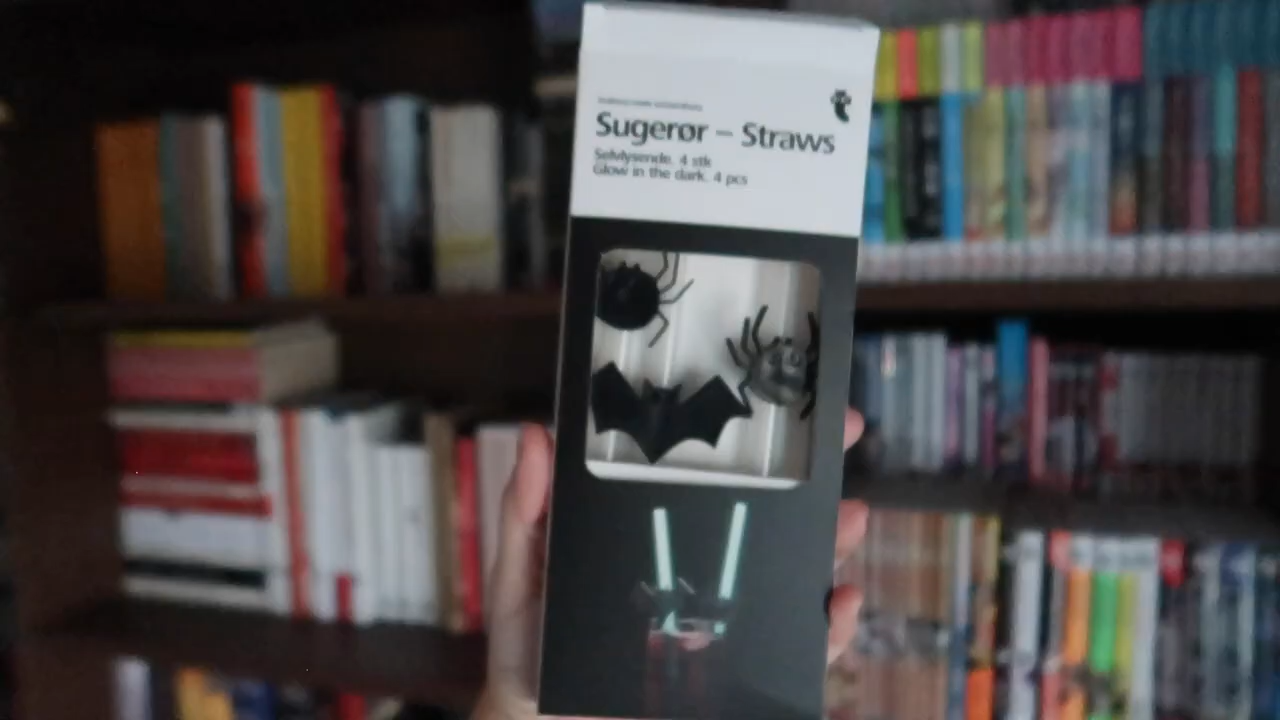 Sugerør – Straws
Selvlysende. 4 stk
Glow in the dark. 4 pcs